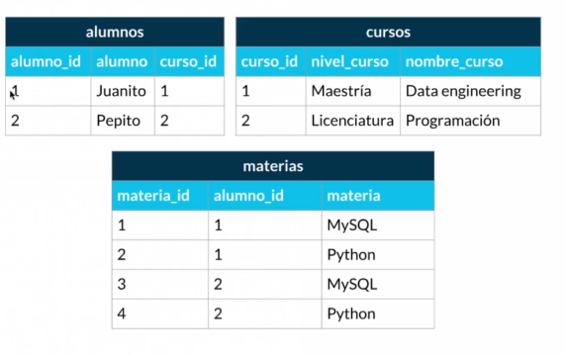 alumnos
alumno_id alumno curso_id
1 Juanito 1
2 Pepito 2
cursos
curso_id nivel_curso nombre_curso
1 Maestría Data engineering
2 Licenciatura Programación
materias
materia_id alumno_id materia
1 1 MySQL
2 1 Python
3 2 MySQL
4 2 Python